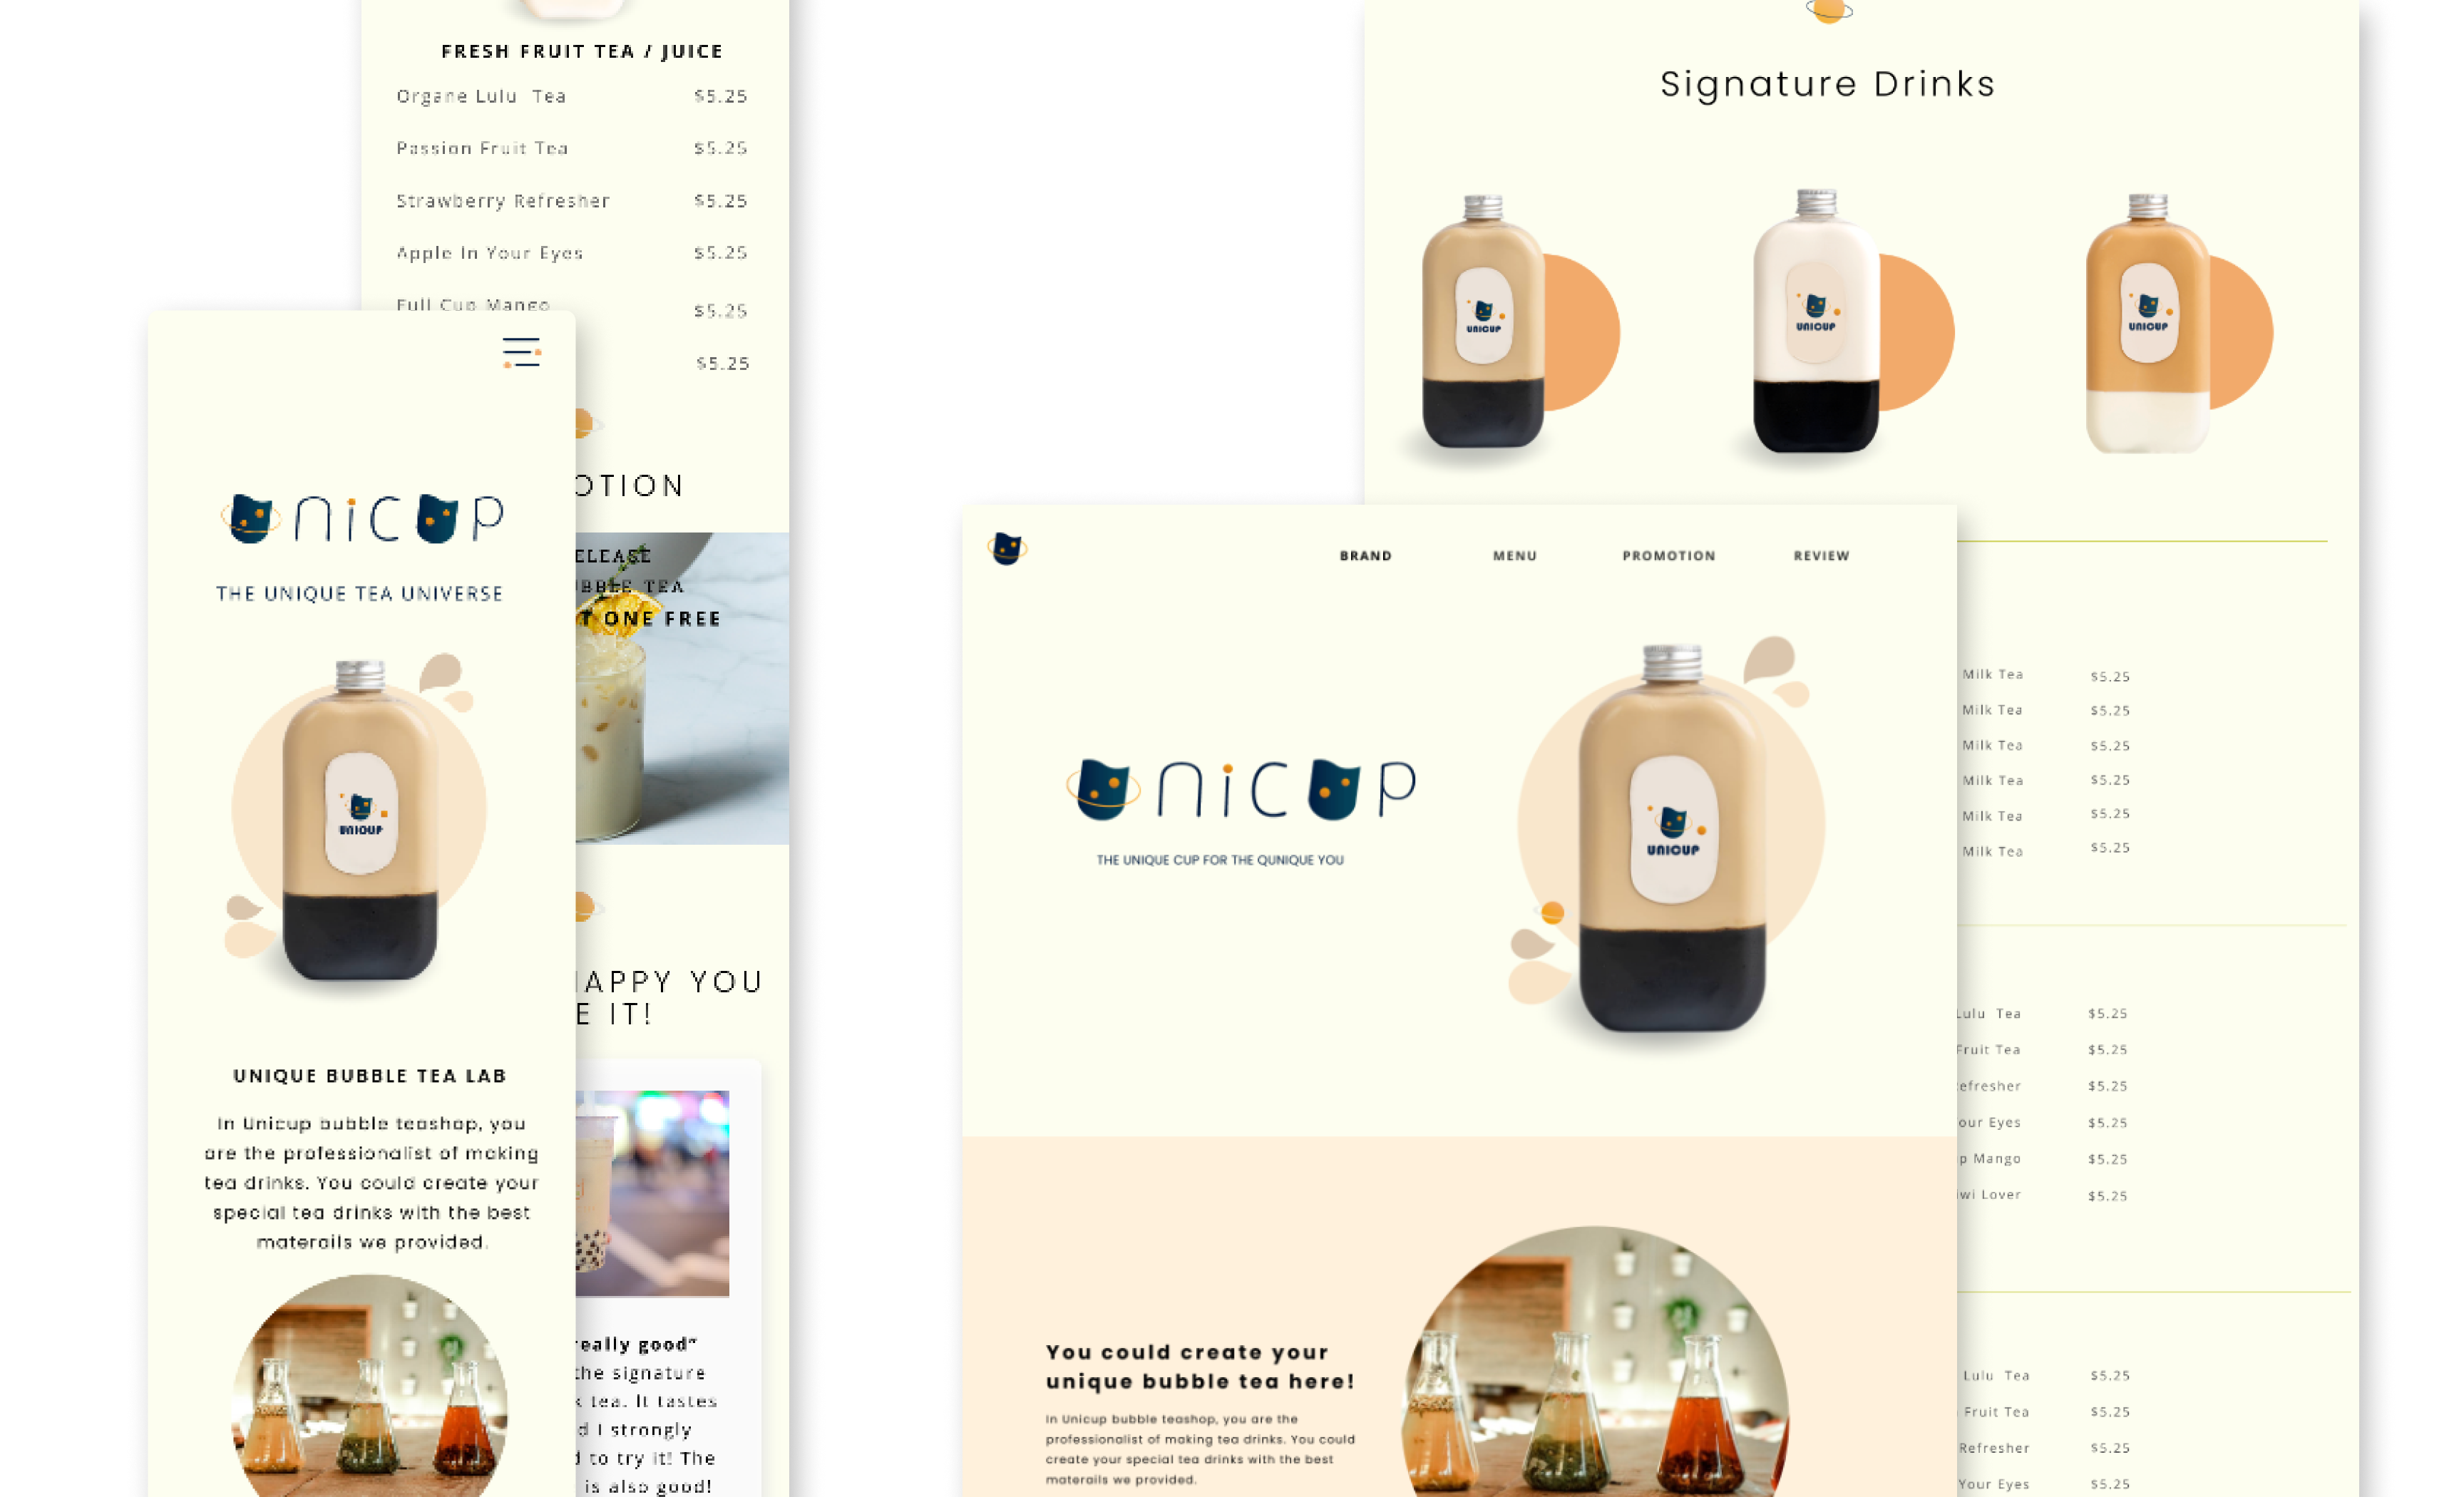 FRESH FRUIT TEA / JUICE
Organe Lulu Tea $5.25
Passion Fruit Tea $5.25
Strawberry Refresher $5.25
Apple In Your Eyes $5.25
Full Cup Mango $5.25
$5.25
OTION
ELEASE
BBLE TEA
T ONE FREE
APPY YOU
E IT!
really good"
the signature
k tea. It tastes
d I strongly
d to try it! The
is also good!
UNiCUP
THE UNIQUE TEA UNIVERSE
UNICUP
UNIQUE BUBBLE TEA LAB
In Unicup bubble teashop, you
are the professionalist of making
tea drinks. You could create your
special tea drinks with the best
materails we provided.
Signature Drinks
UNICUP
UNICUP
UNICUP
Milk Tea $5.25
Milk Tea $5.25
Milk Tea $5.25
Milk Tea $5.25
Milk Tea $5.25
Milk Tea $5.25
Lulu Tea $5.25
Fruit Tea $5.25
efresher $5.25
our Eyes $5.25
p Mango $5.25
iwi Lover $5.25
Lulu Tea $5.25
Fruit Tea $5.25
Refresher $5.25
Your Eyes $5.25
BRAND MENU PROMOTION REVIEW
UNiCUP
THE UNIQUE CUP FOR THE QUNIQUE YOU
UNICUP
You could create your
unique bubble tea here!
In Unicup bubble teashop, you are the
professionalist of making tea drinks. You could
create your special tea drinks with the best
materails we provided.